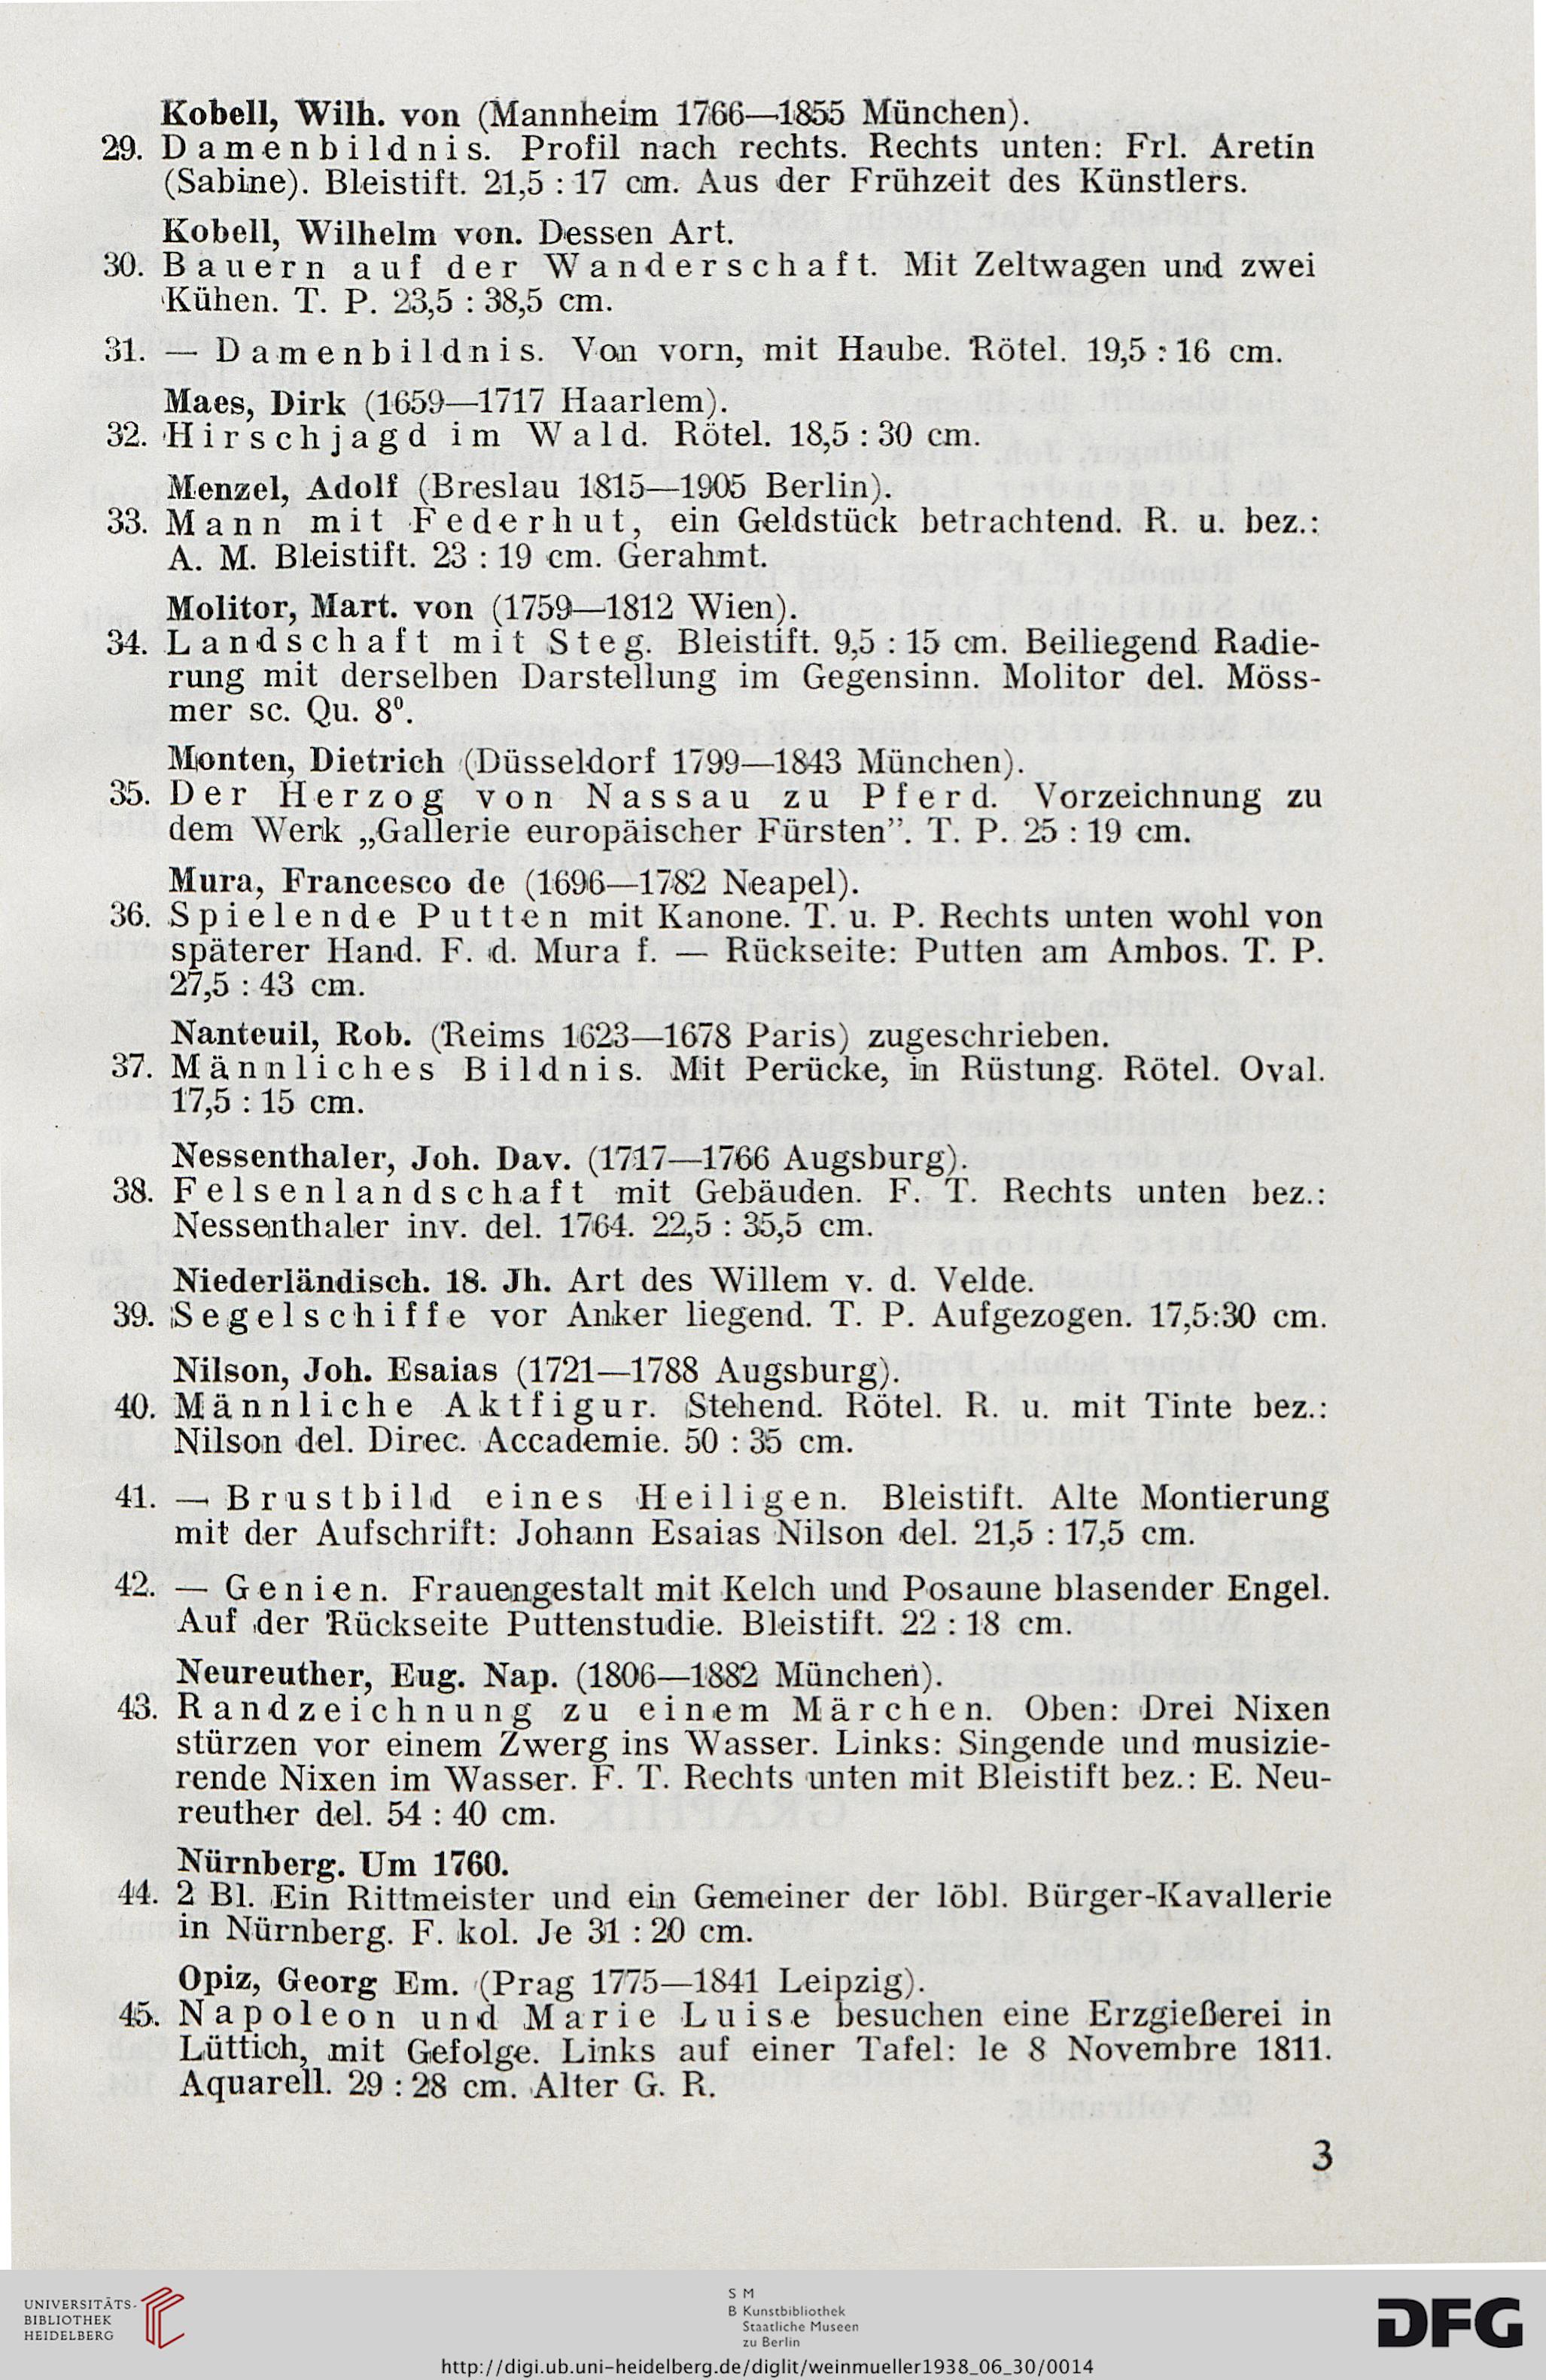 Kobell, Wilh. von (Mannheim 1766—1855 München).
29. Damenbildnis. Profil nach rechts. Rechts unten: Frl. Aretin
(Sabine). Bleistift. 21,5 : 17 cm. Aus der Frühzeit des Künstlers.
Kobell, Wilhelm von. Dessen Art.
30. Bauern auf der Wanderschaft. Mit Zeltwagen und zwei
Kühen. T. P. 23,5 : 38,5 cm.
31. — Damenbildnis. Von vorn, mit Haube. Rötel. 19,5 : 16 cm.
Maes, Dirk (1659—1717 Haarlem).
32. Hirschjagd im Wald. Rötel. 18,5 : 30 cm.
Menzel, Adolf (Breslau 1815—1905 Berlin).
33. Mann mit Federhut, ein Geldstück betrachtend. R. u. bez.:
A. M. Bleistift. 23 : 19 cm. Gerahmt.
Molitor, Mart. von (1759—1812 Wien).
34. Landschaft mit Steg. Bleistift. 9,5 : 15 cm. Beiliegend Radie-
rung mit derselben Darstellung im Gegensinn. Molitor del. Möss-
mer sc. Qu. 8⁰.
Monten, Dietrich (Düsseldorf 1799—1843 München).
35. Der Herzog von Nassau zu Pferd. Vorzeichnung zu
dem Werk „Gallerie europäischer Fürsten”. T. P. 25 : 19 cm.
Mura, Francesco de (1696—1782 Neapel).
36. Spielende Putten mit Kanone. T. u. P. Rechts unten wohl von
späterer Hand. F. d. Mura f. — Rückseite: Putten am Ambos. T. P.
27,5 : 43 cm.
Nanteuil, Rob. (Reims 1623—1678 Paris) zugeschrieben.
37. Männliches Bildnis. Mit Perücke, in Rüstung. Rötel. Oval.
17,5 : 15 cm.
Nessenthaler, Joh. Dav. (1717—1766 Augsburg).
38. Felsenlandschaft mit Gebäuden. F. T. Rechts unten bez.:
Nessenthaler inv. del. 1764. 22,5 : 35,5 cm.
Niederländisch. 18. Jh. Art des Willem v. d. Velde.
39. Segelschiffe vor Anker liegend. T. P. Aufgezogen. 17,5:30 cm.
Nilson, Joh. Esaias (1721—1788 Augsburg).
40. Männliche Aktfigur. Stehend. Rötel. R. u. mit Tinte bez.:
Nilson del. Direc. Accademie. 50 : 35 cm.
41. — Brustbild eines Heiligen. Bleistift. Alte Montierung
mit der Aufschrift: Johann Esaias Nilson del. 21,5 : 17,5 cm.
42. — Genien. Frauengestalt mit Kelch und Posaune blasender Engel.
Auf der Rückseite Puttenstudie. Bleistift. 22 : 18 cm.
Neureuther, Eug. Nap. (1806—1882 München).
43. Randzeichnung zu einem Märchen. Oben: Drei Nixen
stürzen vor einem Zwerg ins Wasser. Links: Singende und musizie-
rende Nixen im Wasser. F. T. Rechts unten mit Bleistift bez.: E. Neu-
reuther del. 54 : 40 cm.
Nürnberg. Um 1760.
44. 2 Bl. Ein Rittmeister und ein Gemeiner der löbl. Bürger-Kavallerie
in Nürnberg. F. kol. Je 31 : 20 cm.
Opiz, Georg Em. (Prag 1775—1841 Leipzig).
45. Napoleon und Marie Luise besuchen eine Erzgießerei in
Lüttich, mit Gefolge. Links auf einer Tafel: le 8 Novembre 1811.
Aquarell. 29 : 28 cm. Alter G. R.
3
UNIVERSITÄTS-
BIBLIOTHEK
HEIDELBERG
S M
B Kunstbibliothek
Staatliche Museen
zu Berlin
DFG
http://digi.ub.uni-heidelberg.de/diglit/weinmueller1938_06_30/0014